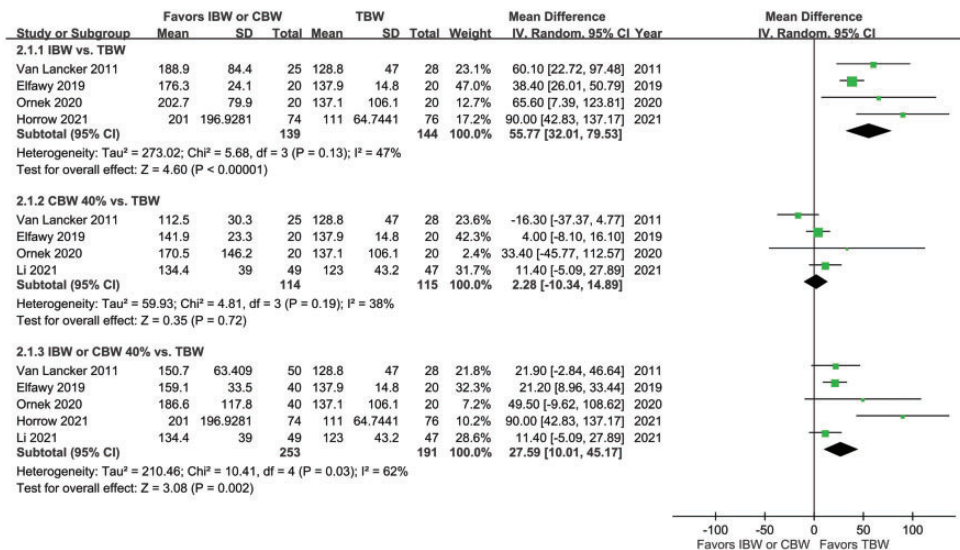 Favors IBW or CBW TBW Mean Difference Mean Difference
Study or Subgroup Mean SD Total Mean SD Total Weight IV, Random, 95% CI Year IV, Random, 95% CI
2.1.1 IBW vs. TBW
Van Lancker 2011 188.9 84.4 25 128.8 47 28 23.1% 60.10 [22.72, 97.48] 2011
Elfawy 2019 176.3 24.1 20 137.9 14.8 20 47.0% 38.40 [26.01, 50.79] 2019
Ornek 2020 202.7 79.9 20 137.1 106.1 20 12.7% 65.60 [7.39, 123.81] 2020
Horrow 2021 201 196.9281 74 111 64.7441 76 17.2% 90.00 [42.83, 137.17] 2021
Subtotal (95% CI) 139 144 100.0% 55.77 [32.01, 79.53]
Heterogeneity: Tau² = 273.02; Chi² = 5.68, df = 3 (P = 0.13); I² = 47%
Test for overall effect: Z = 4.60 (P < 0.00001)
2.1.2 CBW 40% vs. TBW
Van Lancker 2011 112.5 30.3 25 128.8 47 28 23.6% -16.30 [-37.37, 4.77] 2011
Elfawy 2019 141.9 23.3 20 137.9 14.8 20 42.3% 4.00 [-8.10, 16.10] 2019
Ornek 2020 170.5 146.2 20 137.1 106.1 20 2.4% 33.40 [-45.77, 112.57] 2020
Li 2021 134.4 39 49 123 43.2 47 31.7% 11.40 [-5.09, 27.89] 2021
Subtotal (95% CI) 114 115 100.0% 2.28 [-10.34, 14.89]
Heterogeneity: Tau² = 59.93; Chi² = 4.81, df = 3 (P = 0.19); I² = 38%
Test for overall effect: Z = 0.35 (P = 0.72)
2.1.3 IBW or CBW 40% vs. TBW
Van Lancker 2011 150.7 63.409 50 128.8 47 28 21.8% 21.90 [-2.84, 46.64] 2011
Elfawy 2019 159.1 33.5 40 137.9 14.8 20 32.3% 21.20 [8.96, 33.44] 2019
Ornek 2020 186.6 117.8 40 137.1 106.1 20 7.2% 49.50 [-9.62, 108.62] 2020
Horrow 2021 201 196.9281 74 111 64.7441 76 10.2% 90.00 [42.83, 137.17] 2021
Li 2021 134.4 39 49 123 43.2 47 28.6% 11.40 [-5.09, 27.89] 2021
Subtotal (95% CI) 253 191 100.0% 27.59 [10.01, 45.17]
Heterogeneity: Tau² = 210.46; Chi² = 10.41, df = 4 (P = 0.03); I² = 62%
Test for overall effect: Z = 3.08 (P = 0.002)
-100 -50 0 50 100
Favors IBW or CBW Favors TBW